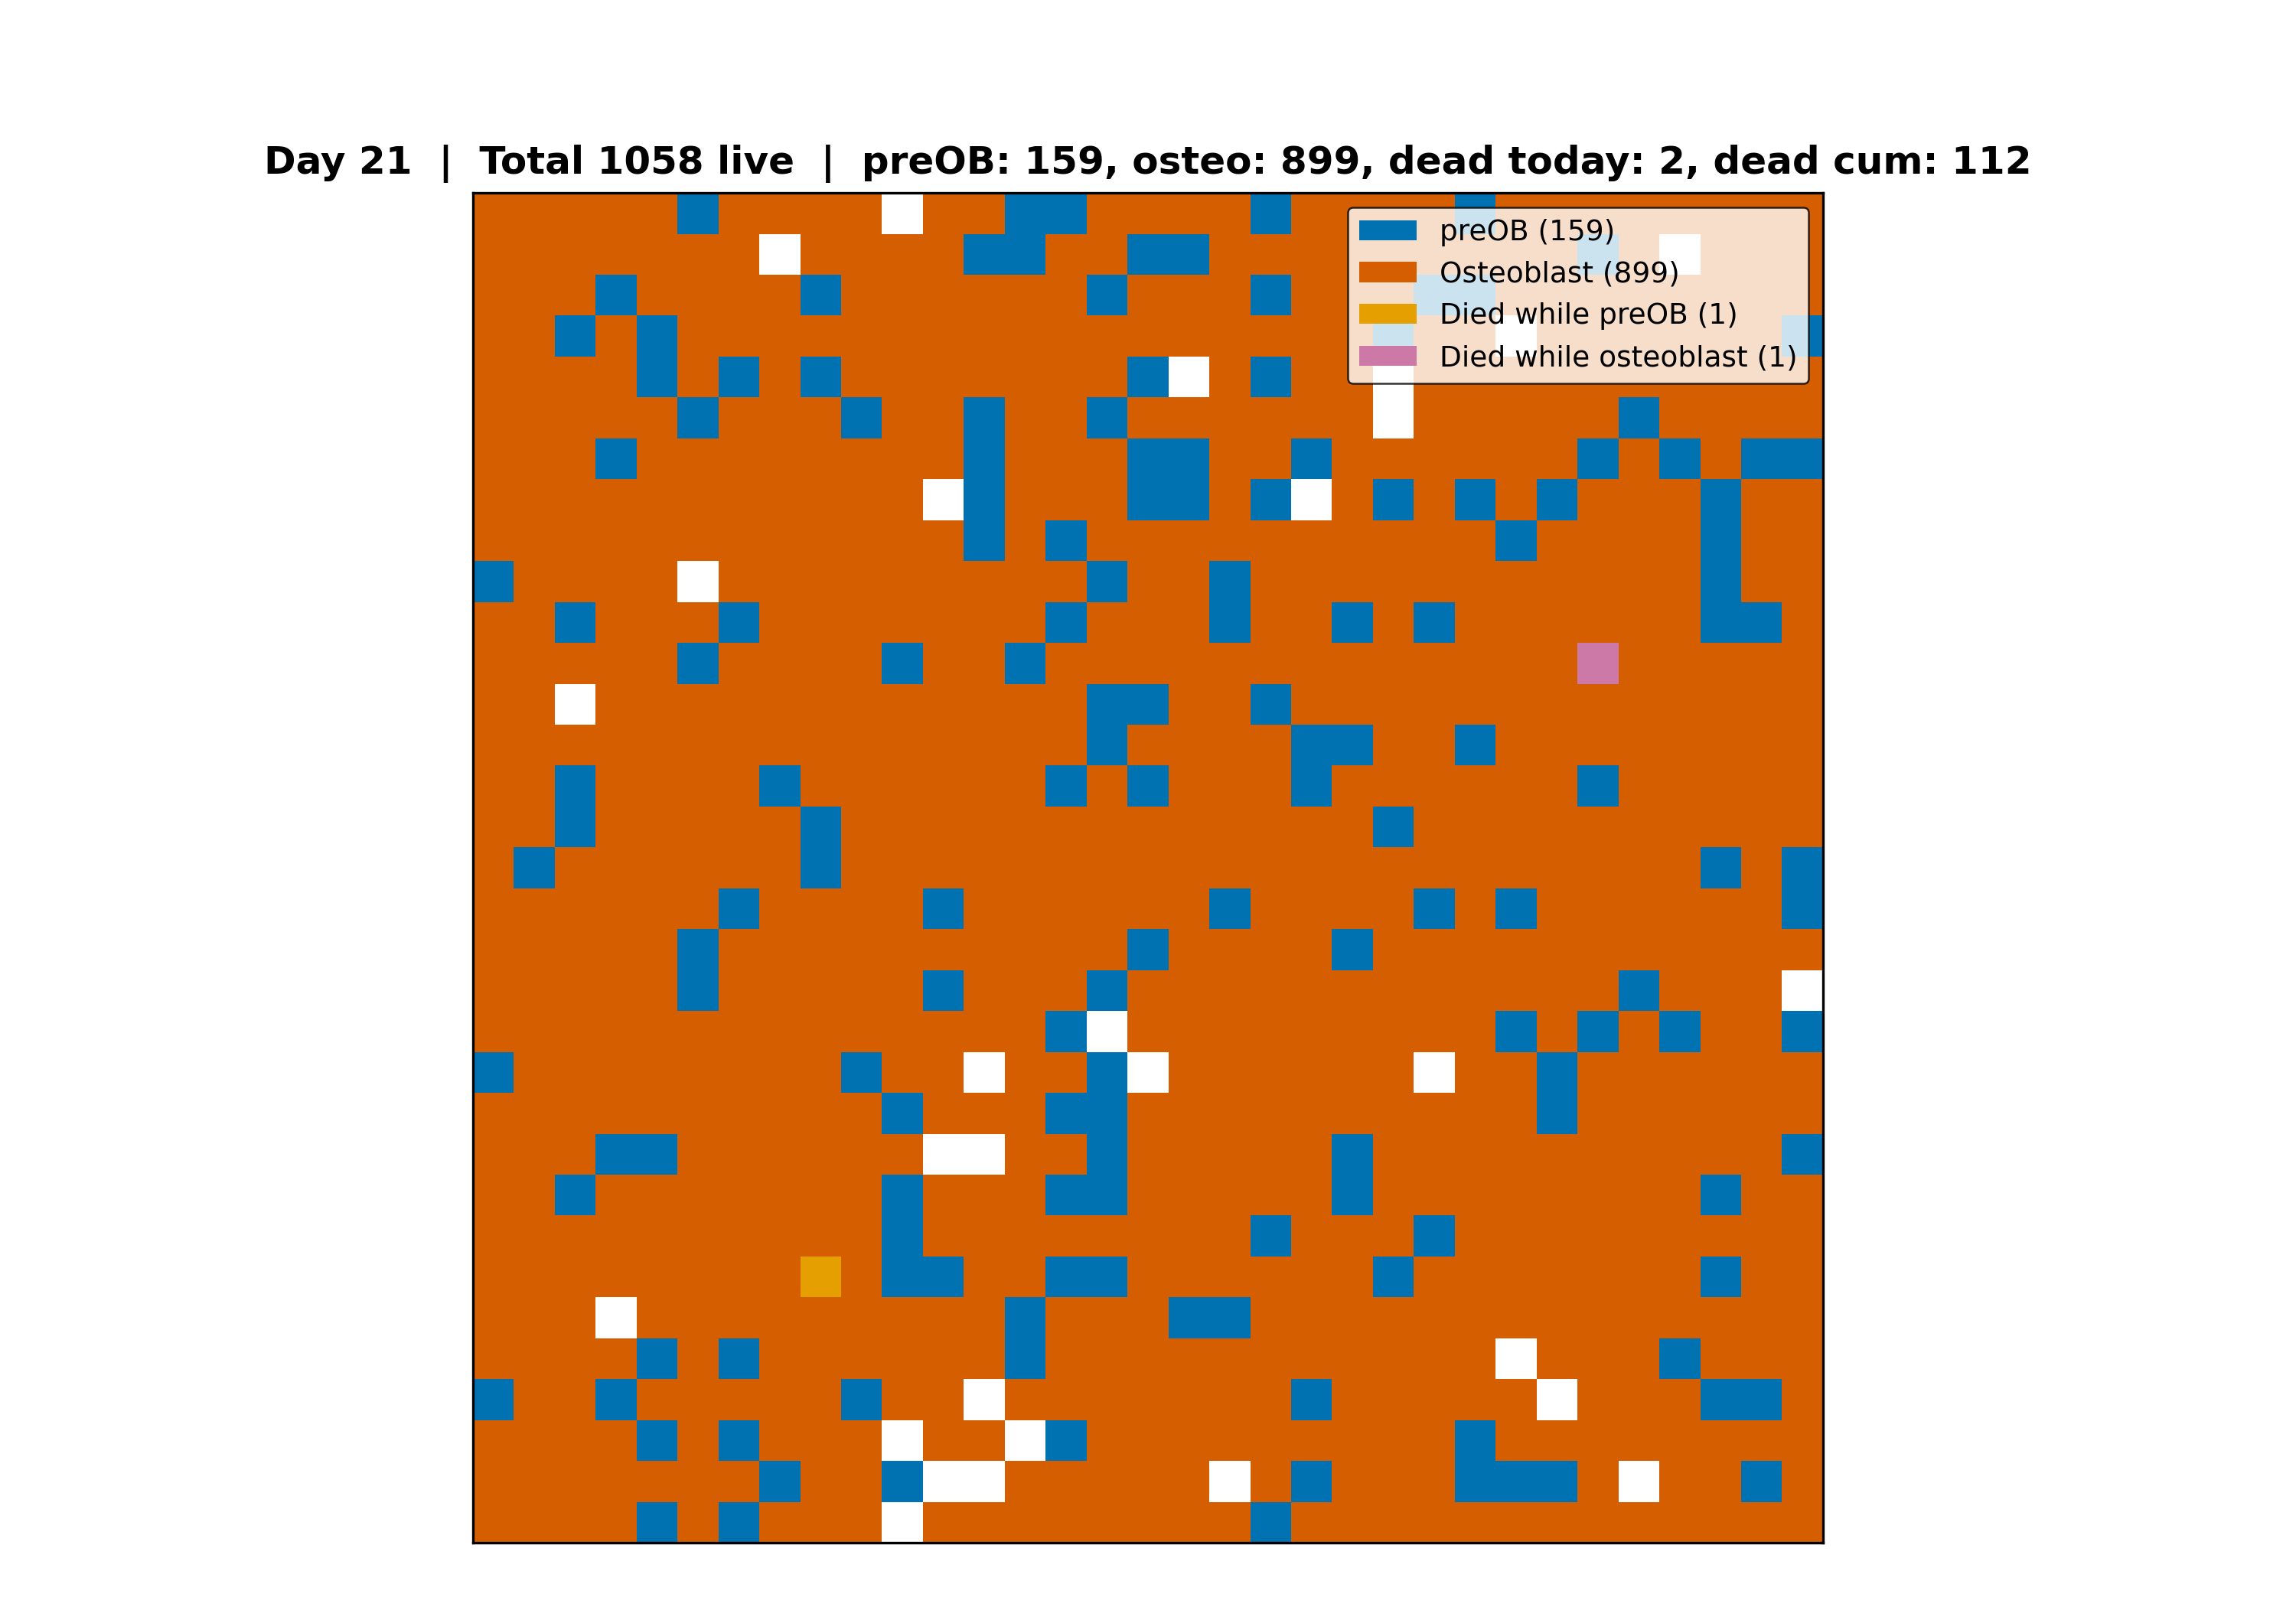 Day 21 | Total 1058 live | preOB: 159, osteo: 899, dead today: 2, dead cum: 112
preOB (159)
Osteoblast (899)
Died while preOB (1)
Died while osteoblast (1)